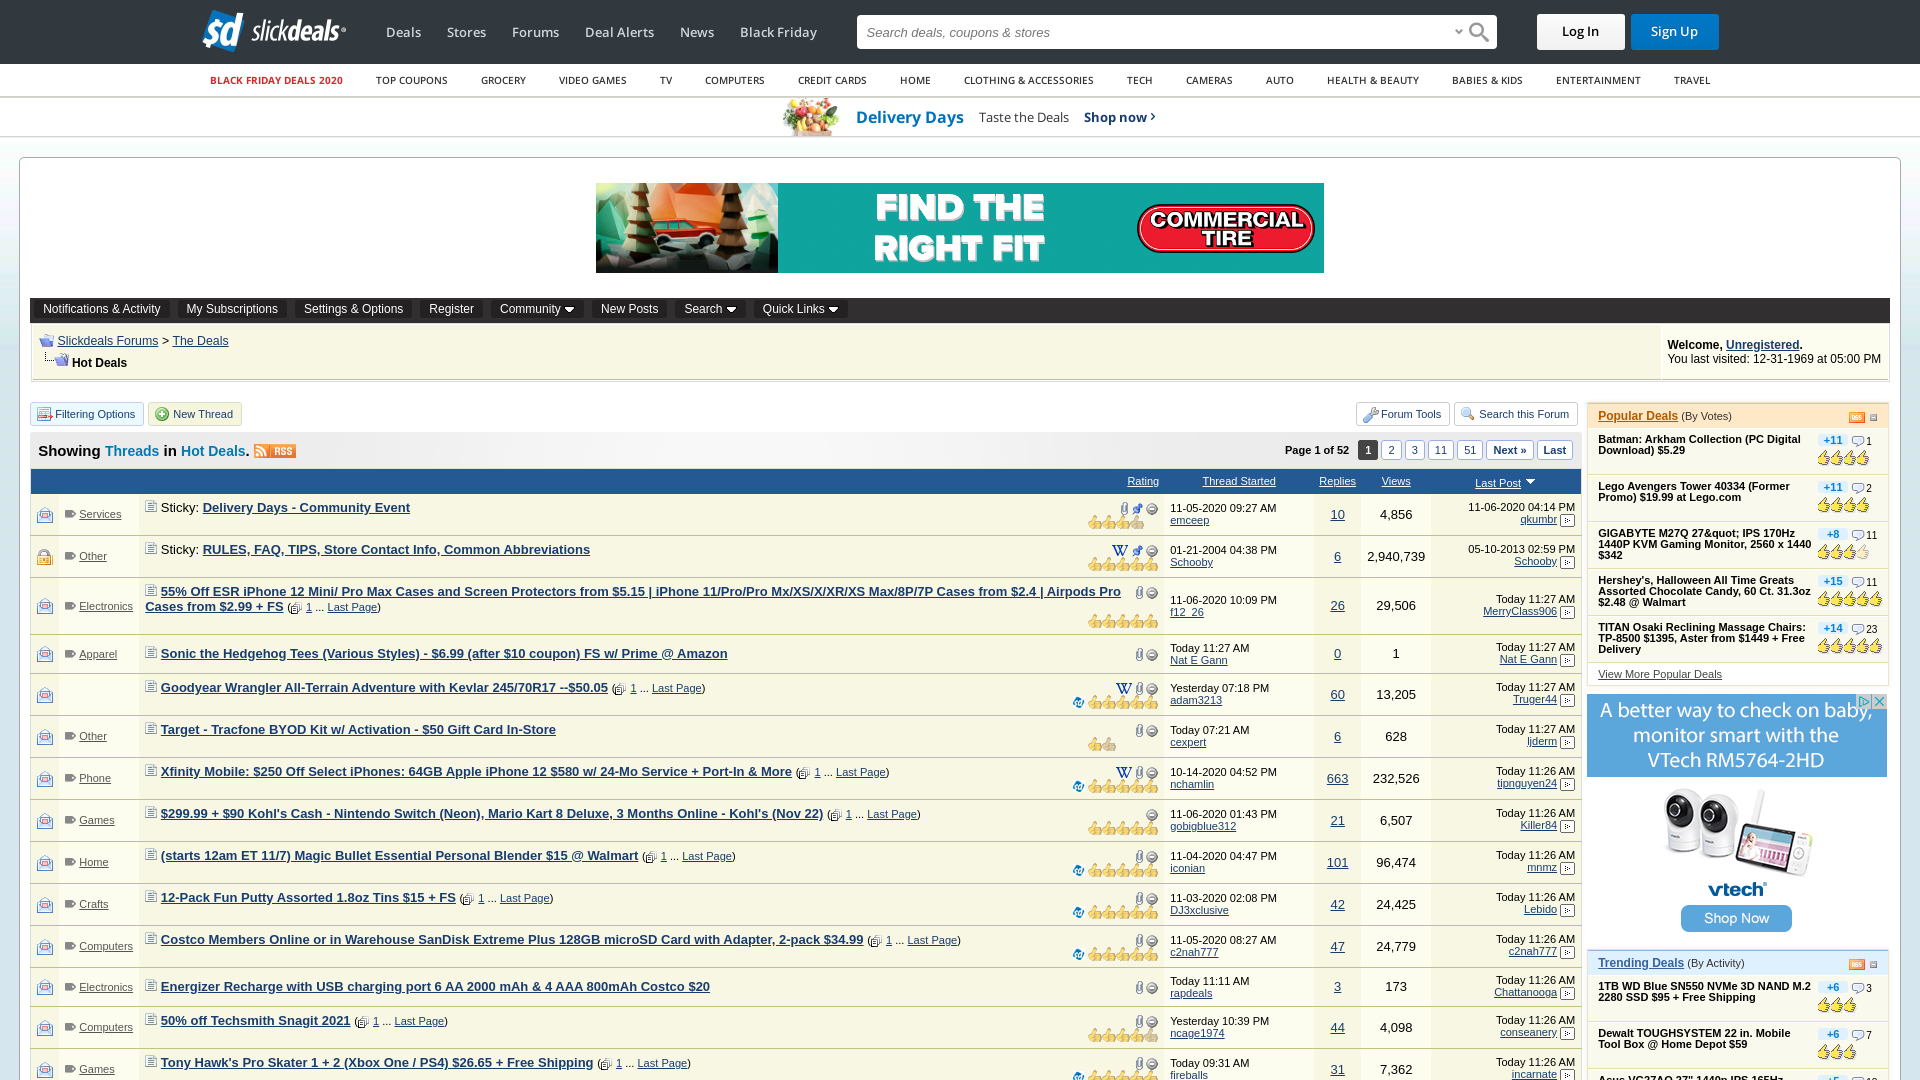 sd slickdeals
Deals Stores Forums Deal Alerts News Black Friday
Search deals, coupons & stores
Log In Sign Up
BLACK FRIDAY DEALS 2020 TOP COUPONS GROCERY VIDEO GAMES TV COMPUTERS CREDIT CARDS HOME CLOTHING & ACCESSORIES TECH CAMERAS AUTO HEALTH & BEAUTY BABIES & KIDS ENTERTAINMENT TRAVEL
Delivery Days Taste the Deals Shop now
FIND THE
RIGHT FIT
COMMERCIAL
TIRE
Notifications & Activity My Subscriptions Settings & Options Register Community New Posts Search Quick Links
Slickdeals Forums > The Deals
Hot Deals
Welcome, Unregistered.
You last visited: 12-31-1969 at 05:00 PM
Filtering Options New Thread
Forum Tools Search this Forum
Showing Threads in Hot Deals. RSS
Page 1 of 52 1 2 3 11 51 Next » Last
Rating Thread Started Replies Views Last Post
Services Sticky: Delivery Days - Community Event 11-05-2020 09:27 AM emceep 10 4,856 11-06-2020 04:14 PM qkumbr
Other Sticky: RULES, FAQ, TIPS, Store Contact Info, Common Abbreviations W 01-21-2004 04:38 PM Schooby 6 2,940,739 05-10-2013 02:59 PM Schooby
Electronics 55% Off ESR iPhone 12 Mini/ Pro Max Cases and Screen Protectors from $5.15 | iPhone 11/Pro/Pro Mx/XS/X/XR/XS Max/8P/7P Cases from $2.4 | Airpods Pro
Cases from $2.99 + FS ( 1 ... Last Page) 11-06-2020 10:09 PM f12_26 26 29,506 Today 11:27 AM MerryClass906
Apparel Sonic the Hedgehog Tees (Various Styles) - $6.99 (after $10 coupon) FS w/ Prime @ Amazon Today 11:27 AM Nat E Gann 0 1 Today 11:27 AM Nat E Gann
Goodyear Wrangler All-Terrain Adventure with Kevlar 245/70R17 --$50.05 ( 1 ... Last Page) W Yesterday 07:18 PM adam3213 60 13,205 Today 11:27 AM Truger44
Other Target - Tracfone BYOD Kit w/ Activation - $50 Gift Card In-Store Today 07:21 AM cexpert 6 628 Today 11:27 AM ljderm
Phone Xfinity Mobile: $250 Off Select iPhones: 64GB Apple iPhone 12 $580 w/ 24-Mo Service + Port-In & More ( 1 ... Last Page) W 10-14-2020 04:52 PM nchamlin 663 232,526 Today 11:26 AM tipnguyen24
Games $299.99 + $90 Kohl's Cash - Nintendo Switch (Neon), Mario Kart 8 Deluxe, 3 Months Online - Kohl's (Nov 22) ( 1 ... Last Page) 11-06-2020 01:43 PM gobigblue312 21 6,507 Today 11:26 AM Killer84
Home (starts 12am ET 11/7) Magic Bullet Essential Personal Blender $15 @ Walmart ( 1 ... Last Page) 11-04-2020 04:47 PM iconian 101 96,474 Today 11:26 AM mnmz
Crafts 12-Pack Fun Putty Assorted 1.8oz Tins $15 + FS ( 1 ... Last Page) 11-03-2020 02:08 PM DJ3xclusive 42 24,425 Today 11:26 AM Lebido
Computers Costco Members Online or in Warehouse SanDisk Extreme Plus 128GB microSD Card with Adapter, 2-pack $34.99 ( 1 ... Last Page) 11-05-2020 08:27 AM c2nah777 47 24,779 Today 11:26 AM c2nah777
Electronics Energizer Recharge with USB charging port 6 AA 2000 mAh & 4 AAA 800mAh Costco $20 Today 11:11 AM rapdeals 3 173 Today 11:26 AM Chattanooga
Computers 50% off Techsmith Snagit 2021 ( 1 ... Last Page) Yesterday 10:39 PM ncage1974 44 4,098 Today 11:26 AM conseanery
Games Tony Hawk's Pro Skater 1 + 2 (Xbox One / PS4) $26.65 + Free Shipping ( 1 ... Last Page) Today 09:31 AM fireballs 31 7,362 Today 11:26 AM incarnate
Popular Deals (By Votes)
Batman: Arkham Collection (PC Digital
Download) $5.29 +11 1
Lego Avengers Tower 40334 (Former
Promo) $19.99 at Lego.com +11 2
GIGABYTE M27Q 27&quot; IPS 170Hz
1440P KVM Gaming Monitor, 2560 x 1440
$342 +8 11
Hershey's, Halloween All Time Greats
Assorted Chocolate Candy, 60 Ct. 31.3oz
$2.48 @ Walmart +15 11
TITAN Osaki Reclining Massage Chairs:
TP-8500 $1395, Aster from $1449 + Free
Delivery +14 23
View More Popular Deals
A better way to check on baby,
monitor smart with the
VTech RM5764-2HD
vtech
Shop Now
Trending Deals (By Activity)
1TB WD Blue SN550 NVMe 3D NAND M.2
2280 SSD $95 + Free Shipping +6 3
Dewalt TOUGHSYSTEM 22 in. Mobile
Tool Box @ Home Depot $59 +6 7
Asus VG27AQ 27" 1440p IPS 165Hz